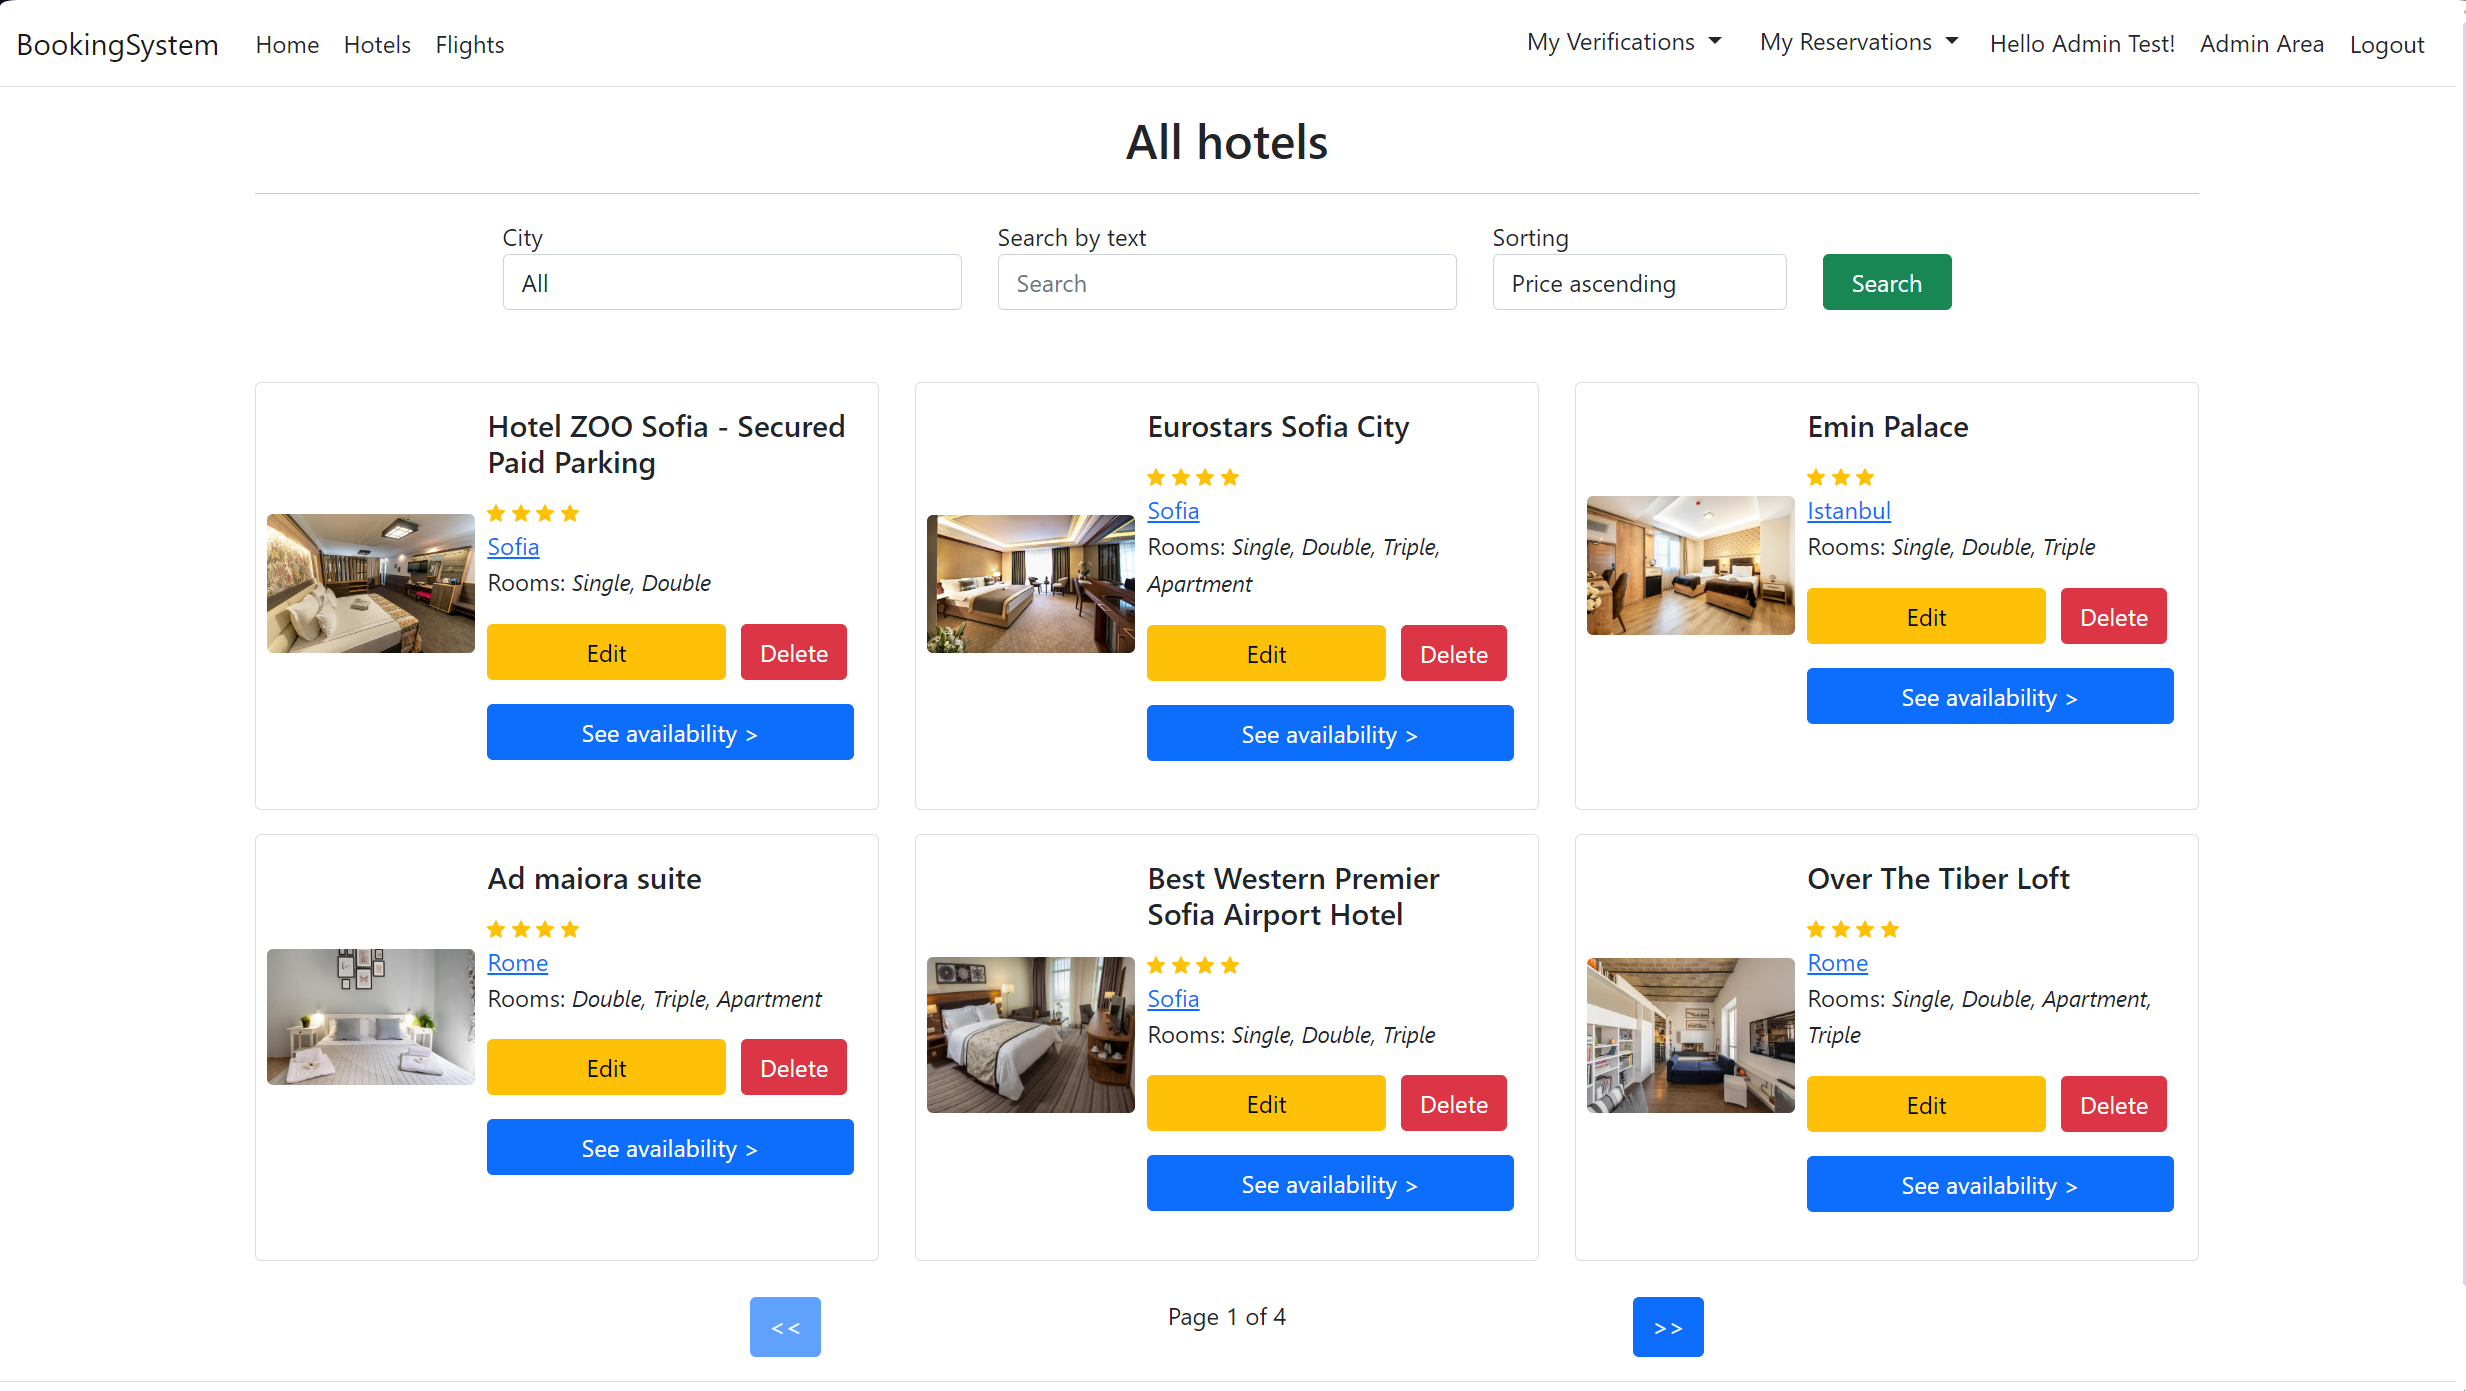 BookingSystem Home Hotels Flights My Verifications My Reservations Hello Admin Test! Admin Area Logout
All hotels
City
All
Search by text
Search
Sorting
Price ascending
Search
Hotel ZOO Sofia - Secured
Paid Parking
Sofia
Rooms: Single, Double
Edit Delete
See availability >
Eurostars Sofia City
Sofia
Rooms: Single, Double, Triple,
Apartment
Edit Delete
See availability >
Emin Palace
Istanbul
Rooms: Single, Double, Triple
Edit Delete
See availability >
Ad maiora suite
Rome
Rooms: Double, Triple, Apartment
Edit Delete
See availability >
Best Western Premier
Sofia Airport Hotel
Sofia
Rooms: Single, Double, Triple
Edit Delete
See availability >
Over The Tiber Loft
Rome
Rooms: Single, Double, Apartment,
Triple
Edit Delete
See availability >
<< Page 1 of 4 >>